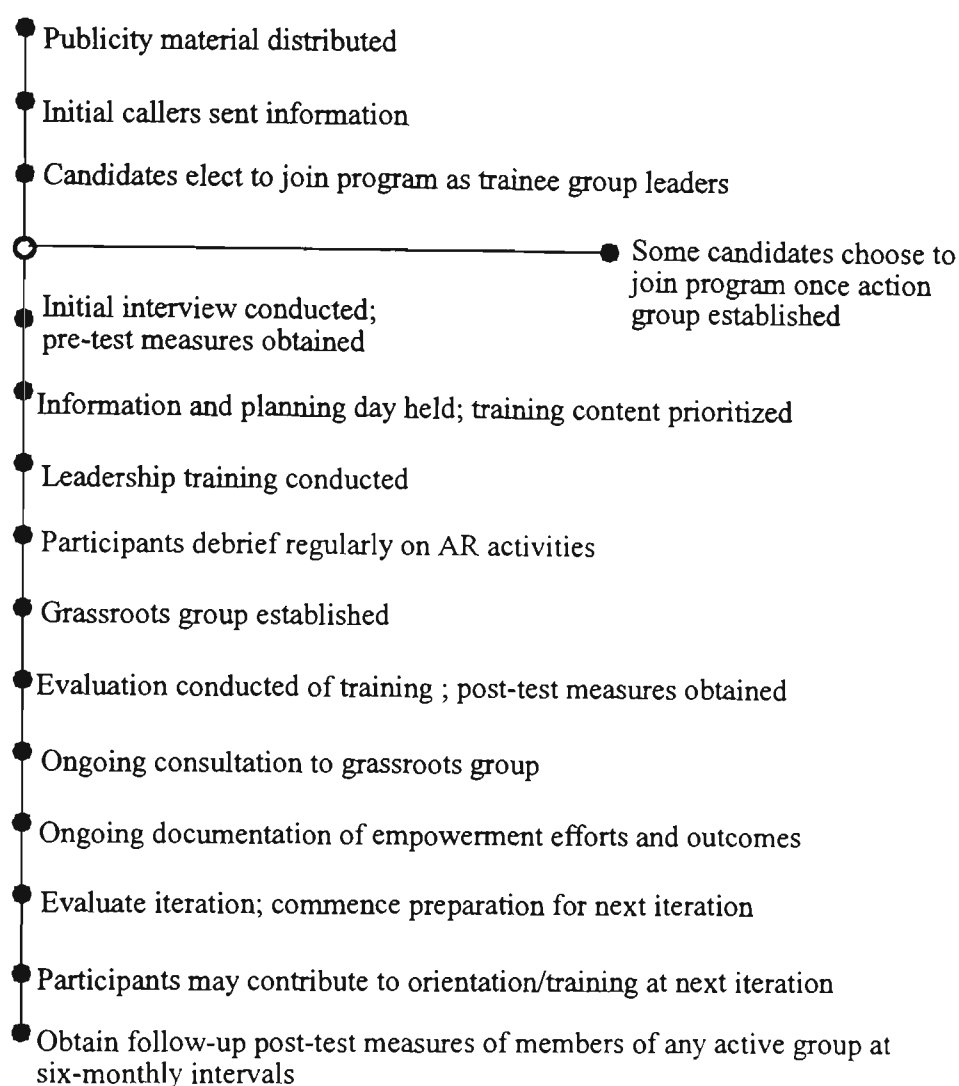 Publicity material distributed
Initial callers sent information
Candidates elect to join program as trainee group leaders
Some candidates choose to
join program once action
group established
Initial interview conducted;
pre-test measures obtained
Information and planning day held; training content prioritized
Leadership training conducted
Participants debrief regularly on AR activities
Grassroots group established
Evaluation conducted of training ; post-test measures obtained
Ongoing consultation to grassroots group
Ongoing documentation of empowerment efforts and outcomes
Evaluate iteration; commence preparation for next iteration
Participants may contribute to orientation/training at next iteration
Obtain follow-up post-test measures of members of any active group at
six-monthly intervals